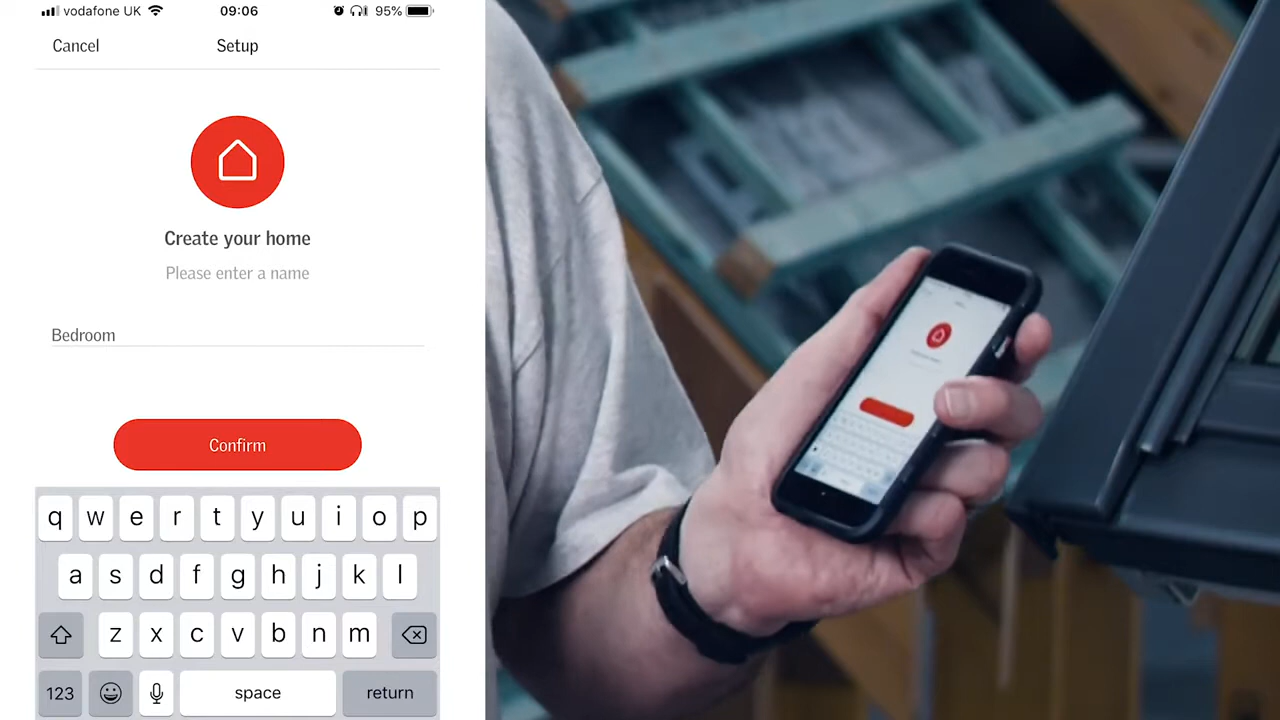 vodafone UK 09:06 95%
Cancel Setup
Create your home
Please enter a name
Bedroom
Confirm
q w e r t y u i o p
a s d f g h j k l
z x c v b n m
123 space return